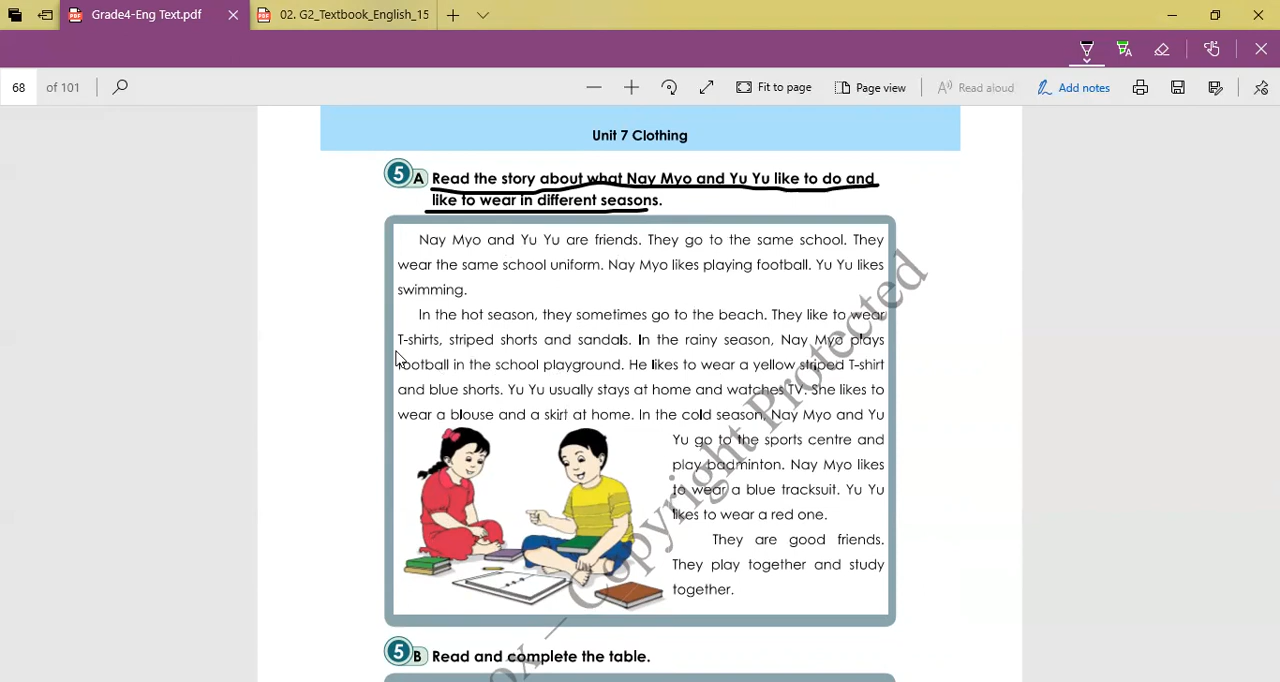 Grade4-Eng Text.pdf
02. G2_Textbook_English_15
68 of 101
Fit to page
Page view
Read aloud
Add notes
Unit 7 Clothing
5 A Read the story about what Nay Myo and Yu Yu like to do and
like to wear in different seasons.
Nay Myo and Yu Yu are friends. They go to the same school. They
wear the same school uniform. Nay Myo likes playing football. Yu Yu likes
swimming.
In the hot season, they sometimes go to the beach. They like to wear
T-shirts, striped shorts and sandals. In the rainy season, Nay Myo plays
football in the school playground. He likes to wear a yellow striped T-shirt
and blue shorts. Yu Yu usually stays at home and watches TV. She likes to
wear a blouse and a skirt at home. In the cold season, Nay Myo and Yu
Yu go to the sports centre and
play badminton. Nay Myo likes
to wear a blue tracksuit. Yu Yu
likes to wear a red one.
They are good friends.
They play together and study
together.
Copyright Protected
5 B Read and complete the table.